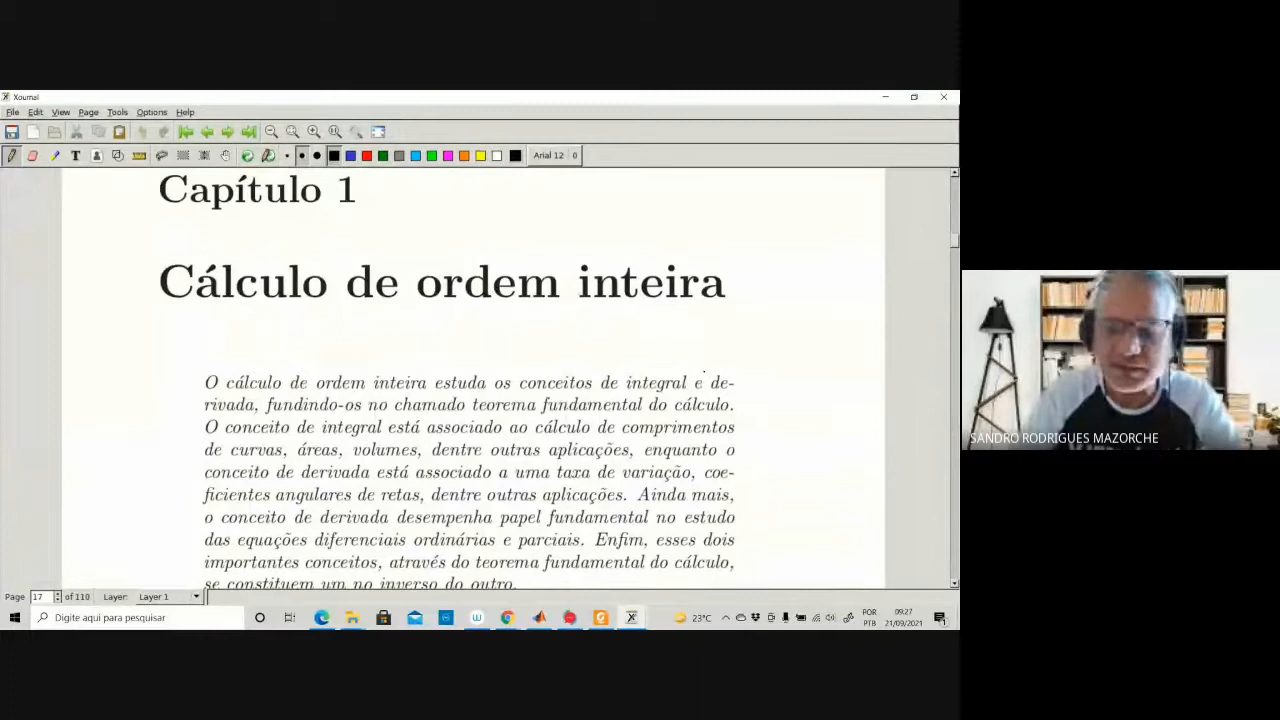 Xournal
File Edit View Page Tools Options Help
Arial 12 0
Capítulo 1
Cálculo de ordem inteira
O cálculo de ordem inteira estuda os conceitos de integral e de-
rivada, fundindo-os no chamado teorema fundamental do cálculo.
O conceito de integral está associado ao cálculo de comprimentos
de curvas, áreas, volumes, dentre outras aplicações, enquanto o
conceito de derivada está associado a uma taxa de variação, coe-
ficientes angulares de retas, dentre outras aplicações. Ainda mais,
o conceito de derivada desempenha papel fundamental no estudo
das equações diferenciais ordinárias e parciais. Enfim, esses dois
importantes conceitos, através do teorema fundamental do cálculo,
se constituem um no inverso do outro.
SANDRO RODRIGUES MAZORCHE
Page 17 of 110 Layer: Layer 1
Digite aqui para pesquisar
23°C
POR
PTB
09:27
21/09/2021